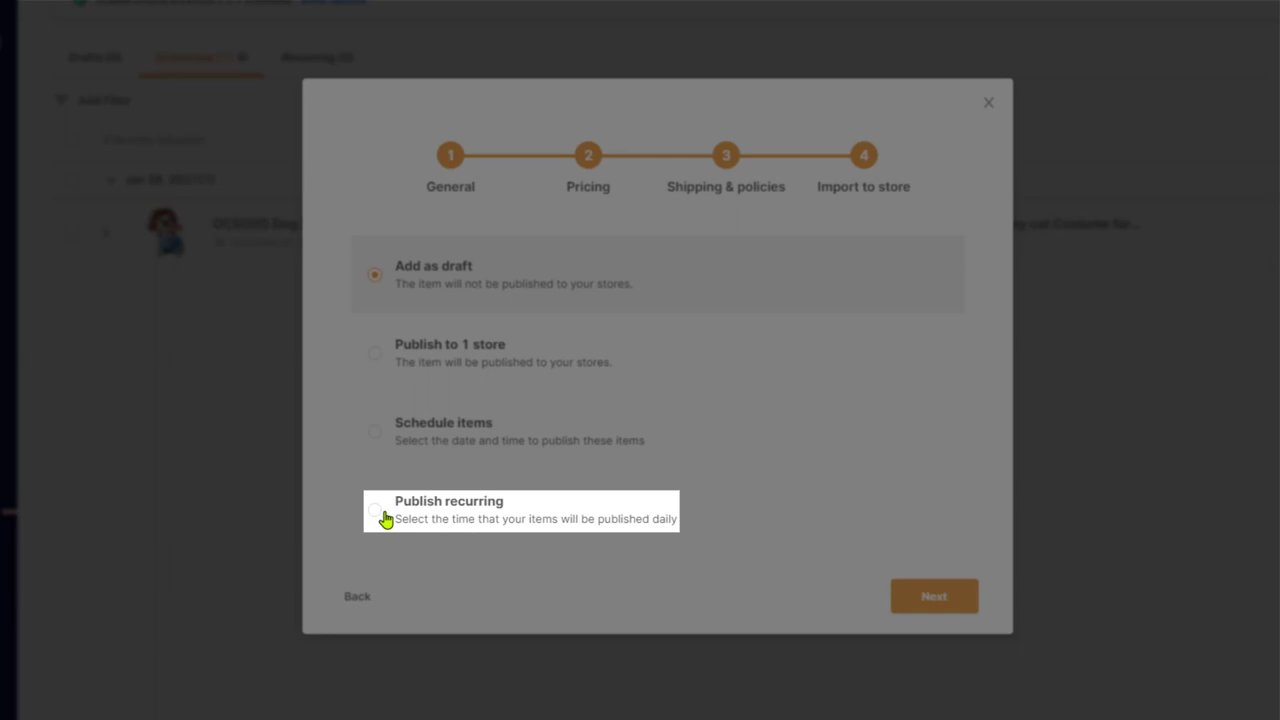 Add filter
×
1
2
3
4
General
Pricing
Shipping & policies
Import to store
Add as draft
The item will not be published to your stores.
Publish to 1 store
The item will be published to your stores.
Schedule items
Select the date and time to publish these items
Publish recurring
Select the time that your items will be published daily
Back
Next